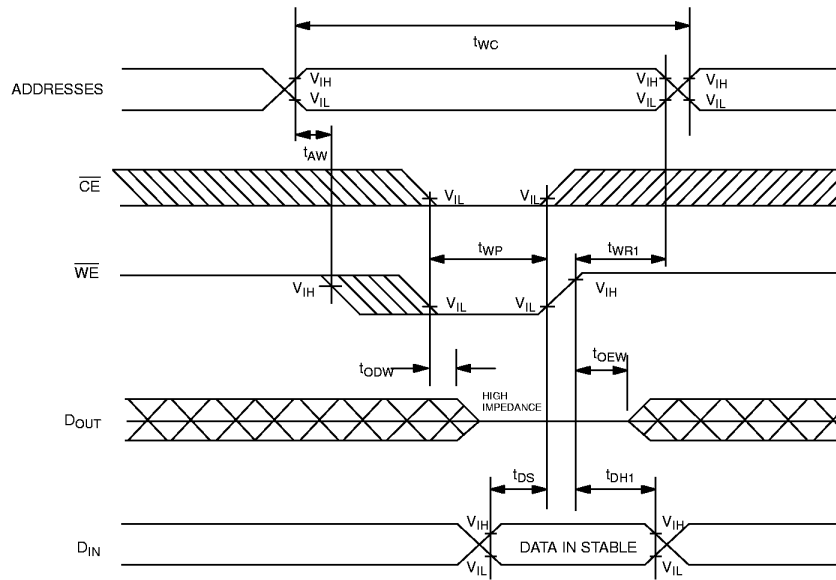 tWC
ADDRESSES
VIH VIH VIH
VIL VIL VIL
tAW
CE VIL VIL
tWP tWR1
WE
VIH VIL VIL VIH
tODW tOEW
HIGH
IMPEDANCE
DOUT
tDS tDH1
VIH VIH
DIN DATA IN STABLE
VIL VIL